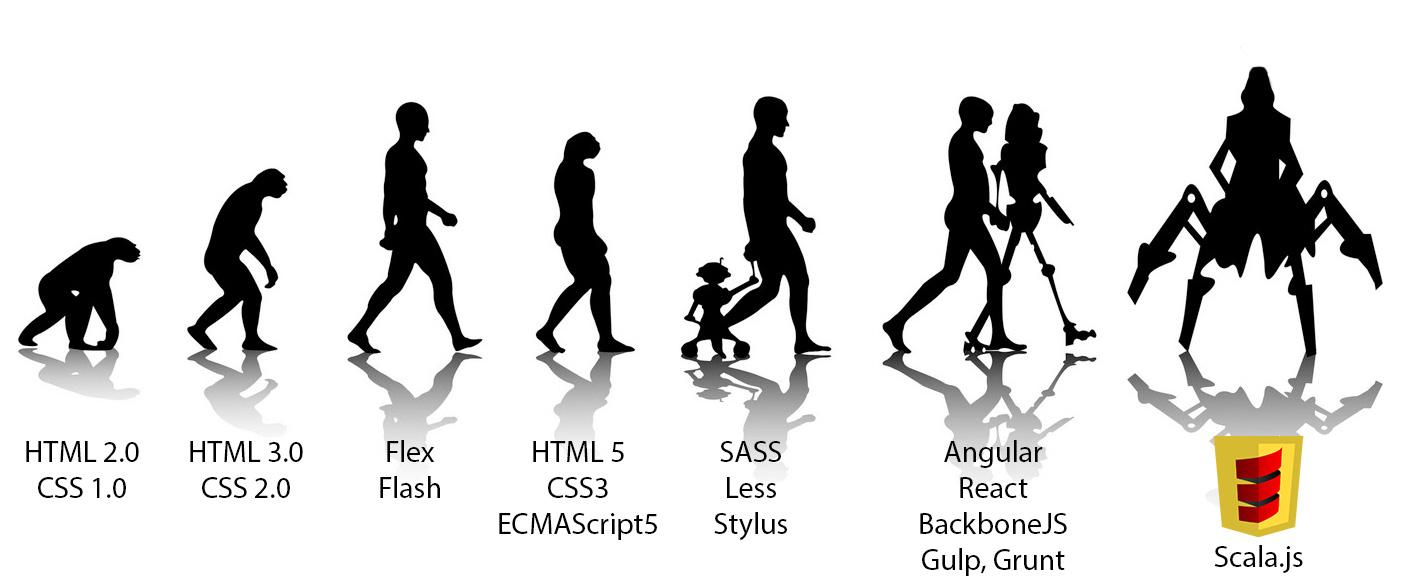 HTML 2.0
CSS 1.0
HTML 3.0
CSS 2.0
Flex
Flash
HTML 5
CSS3
ECMAScript5
SASS
Less
Stylus
Angular
React
BackboneJS
Gulp, Grunt
Scala.js